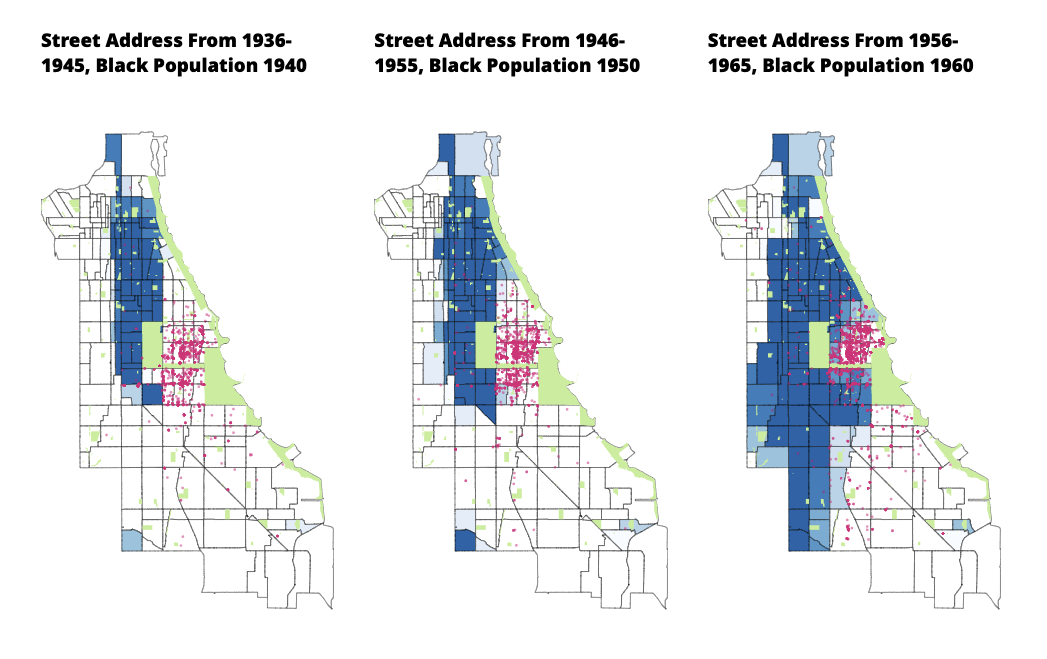 Street Address From 1936-
1945, Black Population 1940
Street Address From 1946-
1955, Black Population 1950
Street Address From 1956-
1965, Black Population 1960